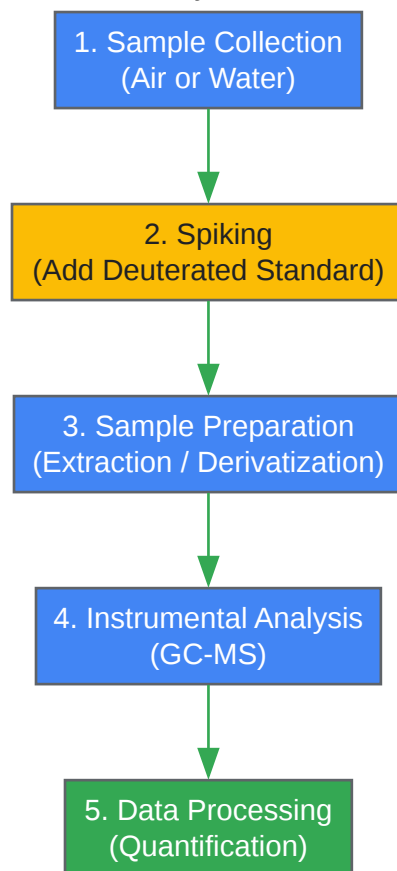 1. Sample Collection
(Air or Water)
2. Spiking
(Add Deuterated Standard)
3. Sample Preparation
(Extraction / Derivatization)
4. Instrumental Analysis
(GC-MS)
5. Data Processing
(Quantification)